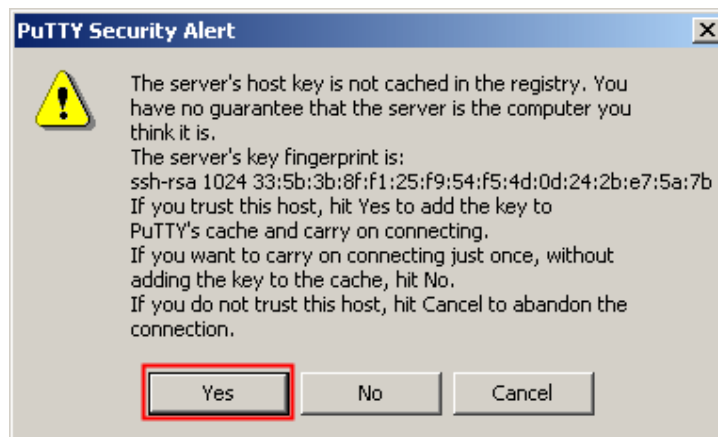 PuTTY Security Alert
The server's host key is not cached in the registry. You
have no guarantee that the server is the computer you
think it is.
The server's key fingerprint is:
ssh-rsa 1024 33:5b:3b:8f:f1:25:f9:54:f5:4d:0d:24:2b:e7:5a:7b
If you trust this host, hit Yes to add the key to
PuTTY's cache and carry on connecting.
If you want to carry on connecting just once, without
adding the key to the cache, hit No.
If you do not trust this host, hit Cancel to abandon the
connection.
Yes No Cancel